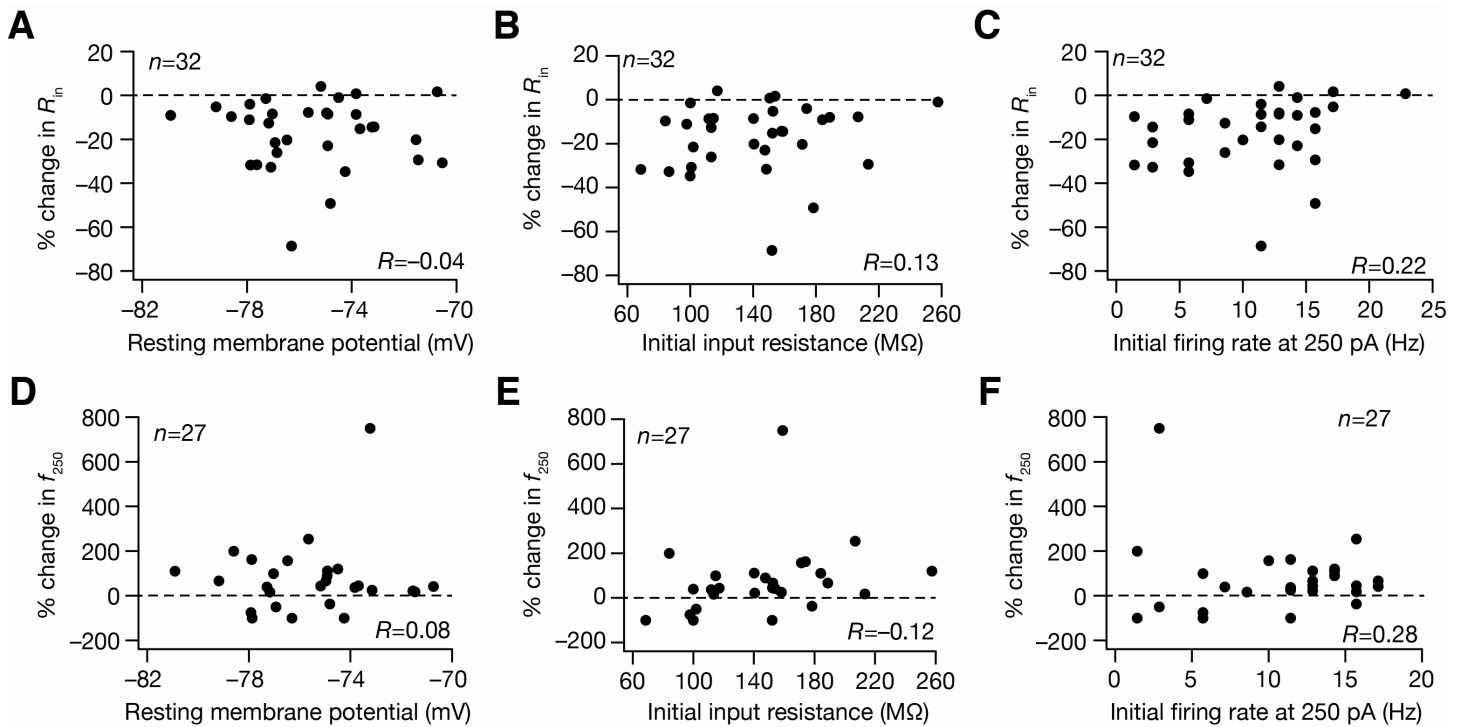 A
B
C
% change in Rin
20
0
−20
−40
−60
−80
n=32
R=−0.04
−82
−78
−74
−70
Resting membrane potential (mV)
% change in Rin
20
0
−20
−40
−60
−80
n=32
R=0.13
60
100
140
180
220
260
Initial input resistance (MΩ)
% change in Rin
20
0
−20
−40
−60
−80
n=32
R=0.22
0
5
10
15
20
25
Initial firing rate at 250 pA (Hz)
D
E
F
% change in f250
800
600
400
200
0
−200
n=27
R=0.08
−82
−78
−74
−70
Resting membrane potential (mV)
% change in f250
800
600
400
200
0
−200
n=27
R=−0.12
60
100
140
180
220
260
Initial input resistance (MΩ)
% change in f250
800
600
400
200
0
−200
n=27
R=0.28
0
5
10
15
20
Initial firing rate at 250 pA (Hz)